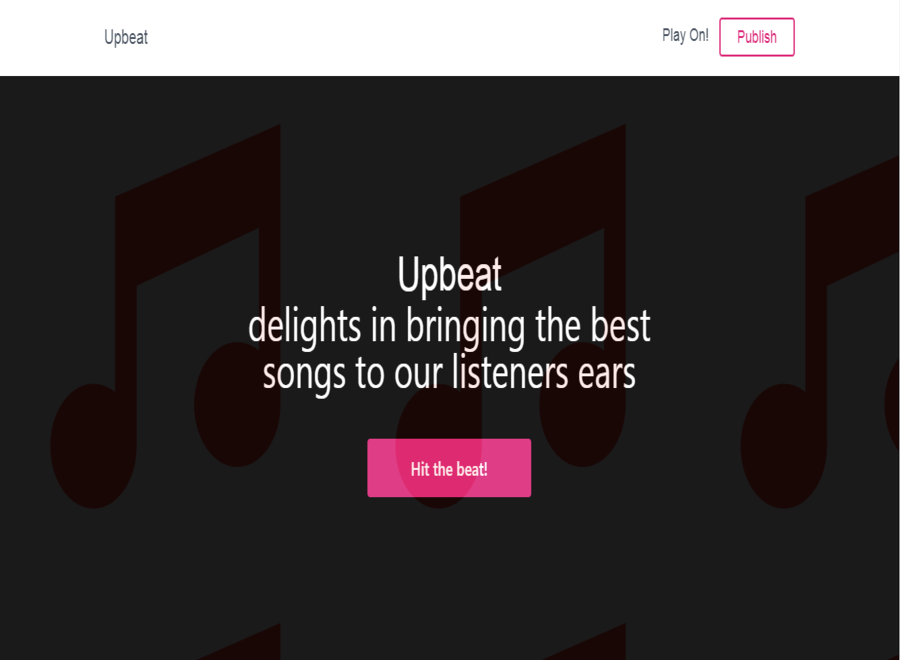 Upbeat
Play On!
Publish
Upbeat
delights in bringing the best
songs to our listeners ears
Hit the beat!